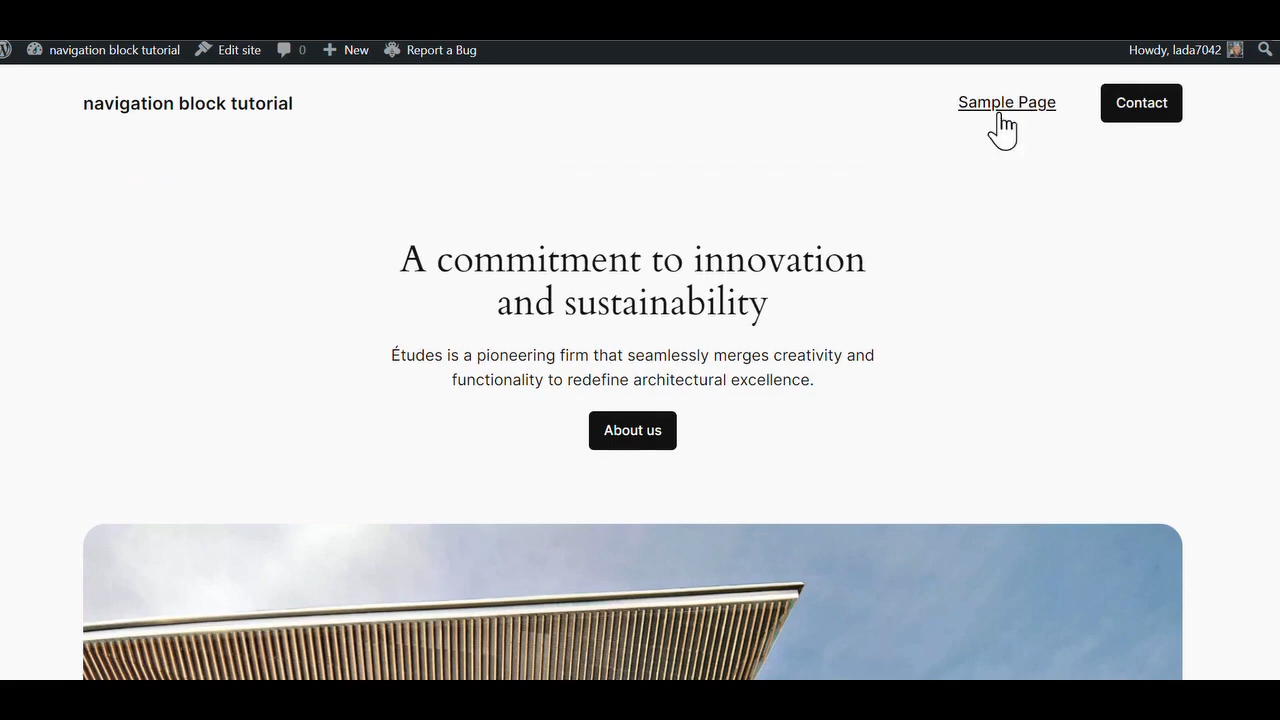 navigation block tutorial Edit site 0 New Report a Bug Howdy, lada7042
navigation block tutorial Sample Page Contact
A commitment to innovation
and sustainability
Études is a pioneering firm that seamlessly merges creativity and
functionality to redefine architectural excellence.
About us